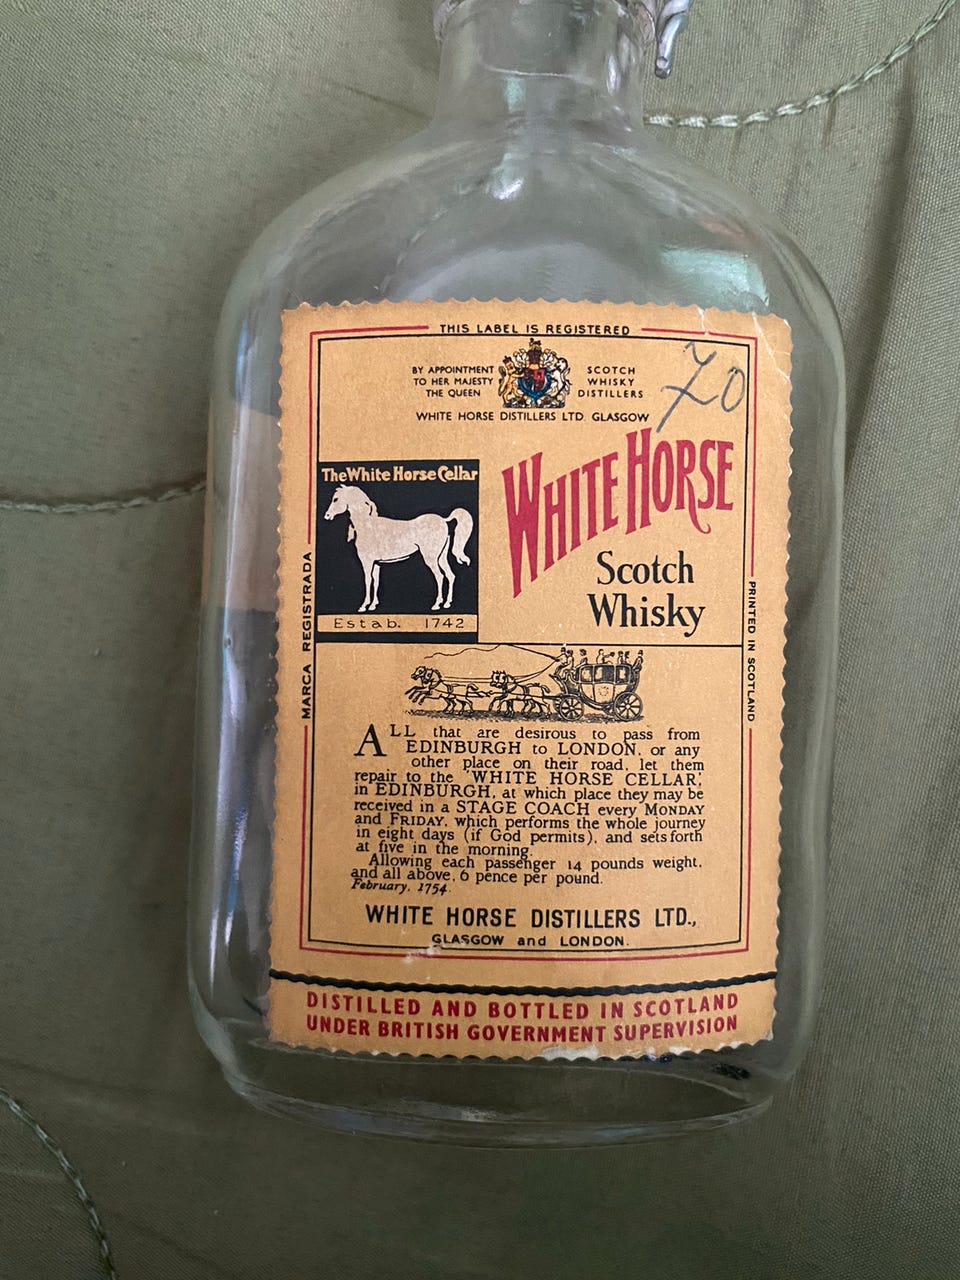 THIS LABEL IS REGISTERED
BY APPOINTMENT
TO HER MAJESTY
THE QUEEN
SCOTCH
WHISKY
DISTILLERS
WHITE HORSE DISTILLERS LTD. GLASGOW
70
The White Horse Cellar
Estab. 1742
WHITE HORSE
Scotch
Whisky
MARCA REGISTRADA
PRINTED IN SCOTLAND
ALL that are desirous to pass from
EDINBURGH to LONDON, or any
other place on their road, let them
repair to the 'WHITE HORSE CELLAR,'
in EDINBURGH, at which place they may be
received in a STAGE COACH every MONDAY
and FRIDAY, which performs the whole journey
in eight days (if God permits), and sets forth
at five in the morning.
Allowing each passenger 14 pounds weight,
and all above, 6 pence per pound.
February, 1754.
WHITE HORSE DISTILLERS LTD.,
GLASGOW and LONDON.
DISTILLED AND BOTTLED IN SCOTLAND
UNDER BRITISH GOVERNMENT SUPERVISION